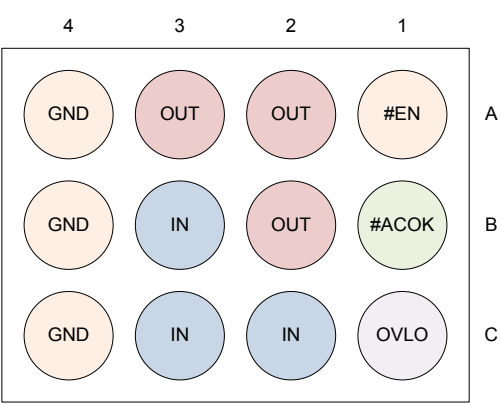 4 3 2 1
GND OUT OUT #EN A
GND IN OUT #ACOK B
GND IN IN OVLO C